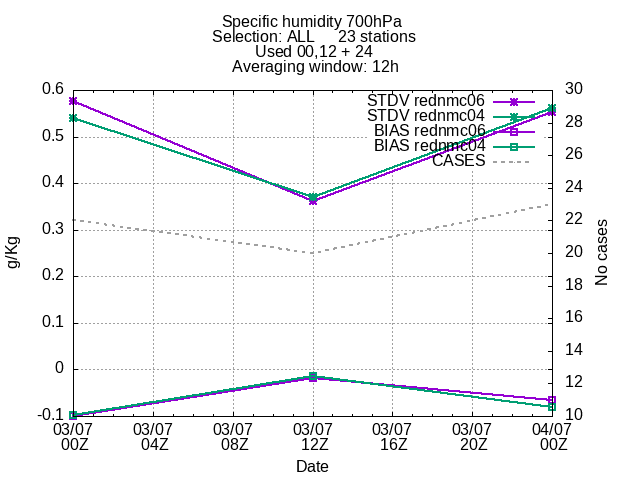 Specific humidity 700hPa
Selection: ALL 23 stations
Used 00,12 + 24
Averaging window: 12h
STDV rednmc06
STDV rednmc04
BIAS rednmc06
BIAS rednmc04
CASES
0.6
0.5
0.4
0.3
0.2
0.1
0
-0.1
g/Kg
30
28
26
24
22
20
18
16
14
12
10
No cases
03/07 03/07 03/07 03/07 03/07 03/07 04/07
00Z 04Z 08Z 12Z 16Z 20Z 00Z
Date